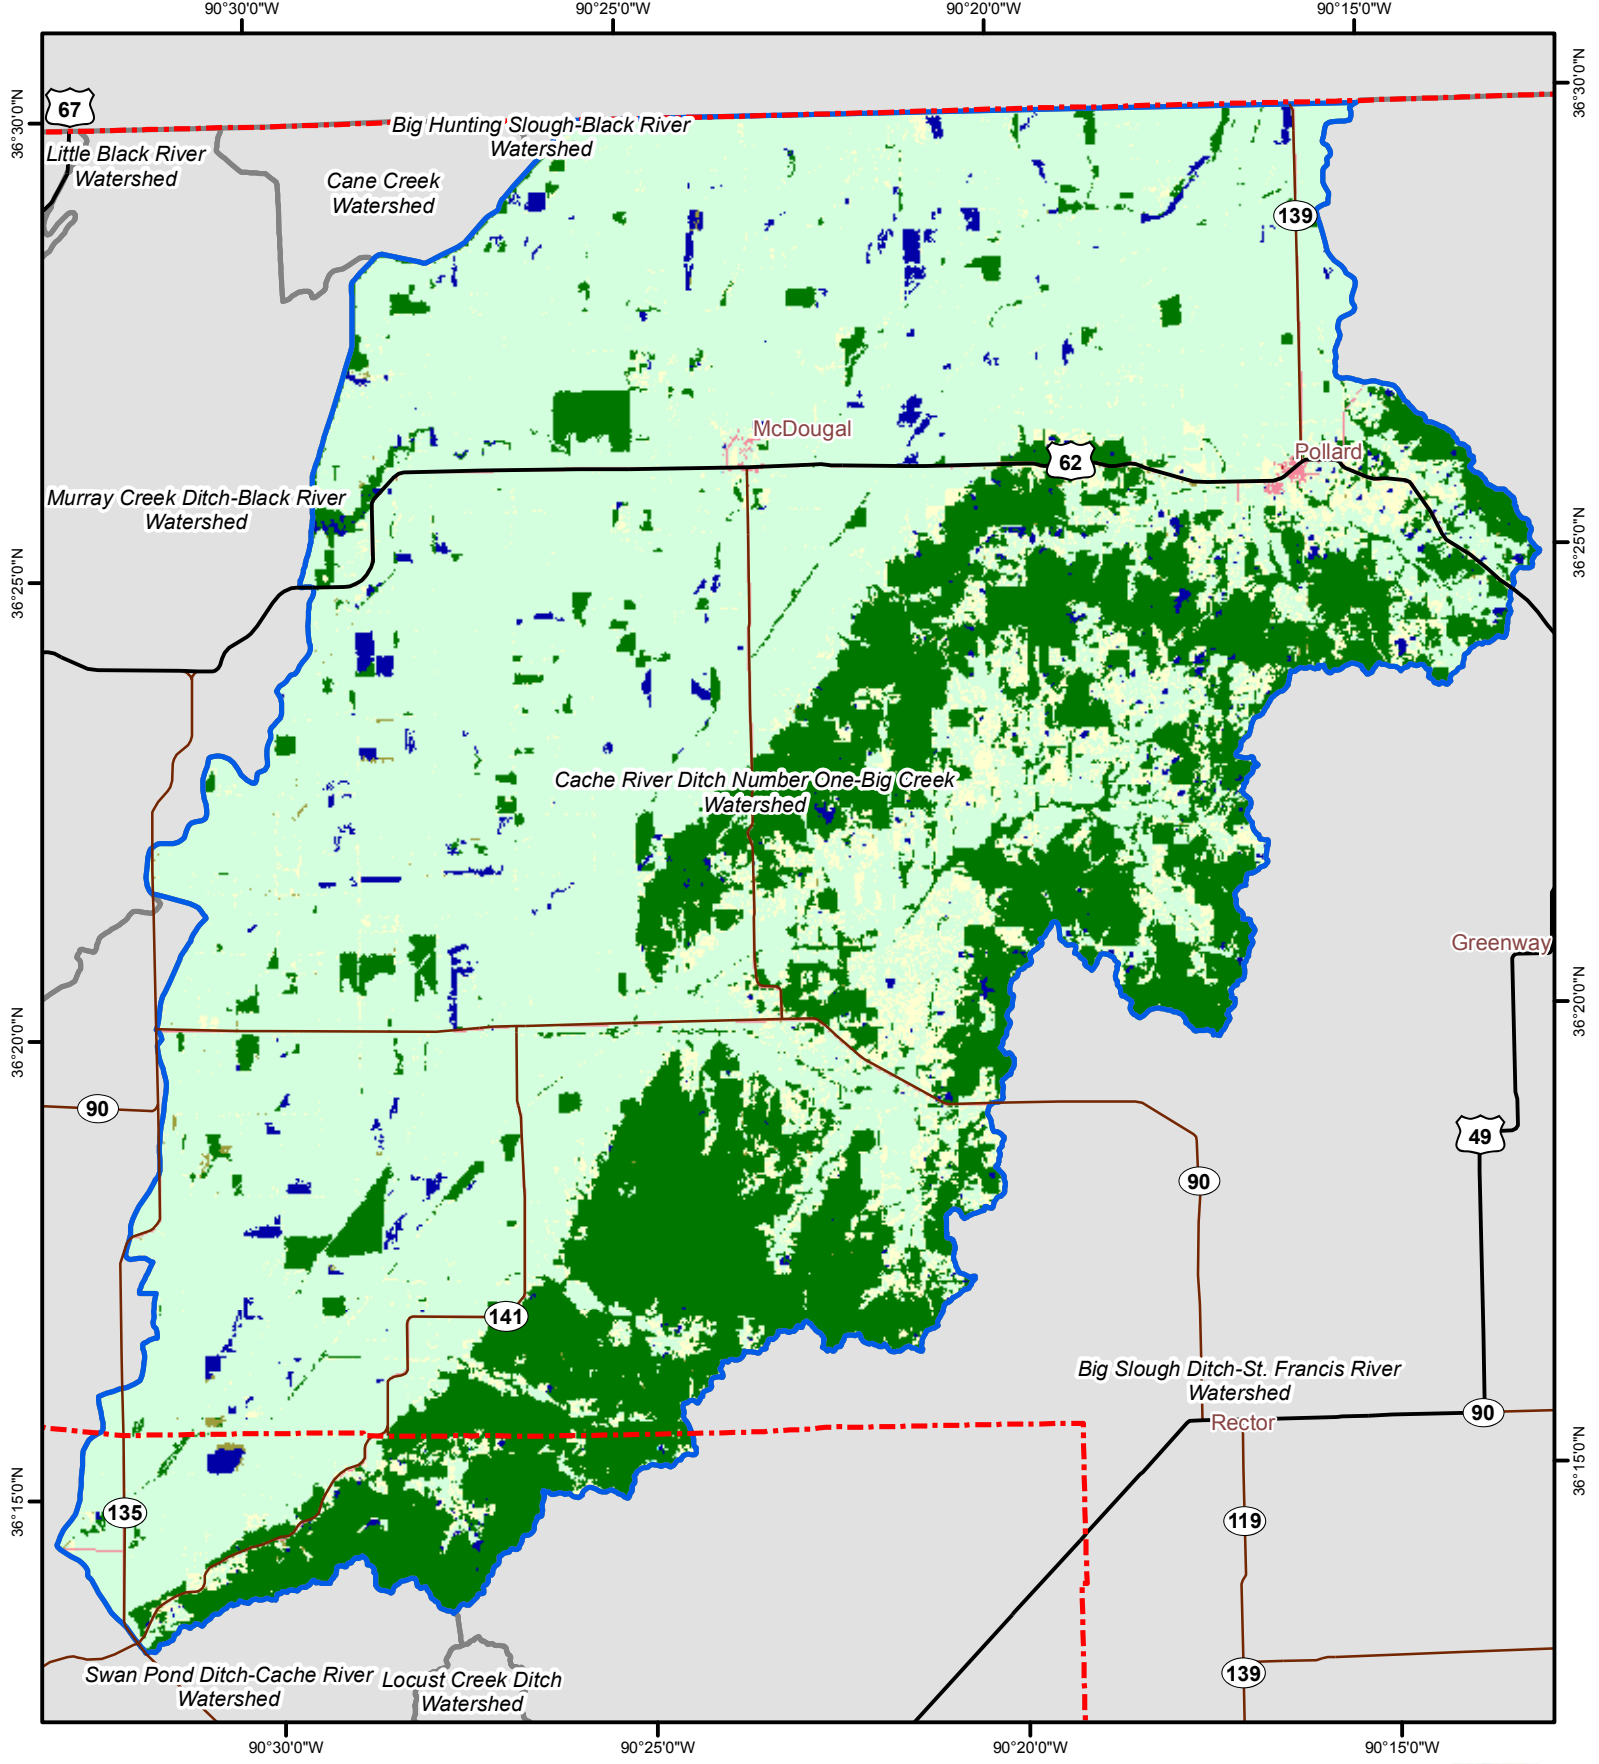 90°30'0"W
90°25'0"W
90°20'0"W
90°15'0"W
36°30'0"N
36°30'0"N
67
Big Hunting Slough-Black River
Watershed
Little Black River
Watershed
Cane Creek
Watershed
139
McDougal
Pollard
62
Murray Creek Ditch-Black River
Watershed
36°25'0"N
36°25'0"N
Cache River Ditch Number One-Big Creek
Watershed
Greenway
36°20'0"N
36°20'0"N
90
49
90
141
Big Slough Ditch-St. Francis River
Watershed
Rector
90
36°15'0"N
36°15'0"N
135
119
139
Swan Pond Ditch-Cache River
Watershed
Locust Creek Ditch
Watershed
90°30'0"W
90°25'0"W
90°20'0"W
90°15'0"W